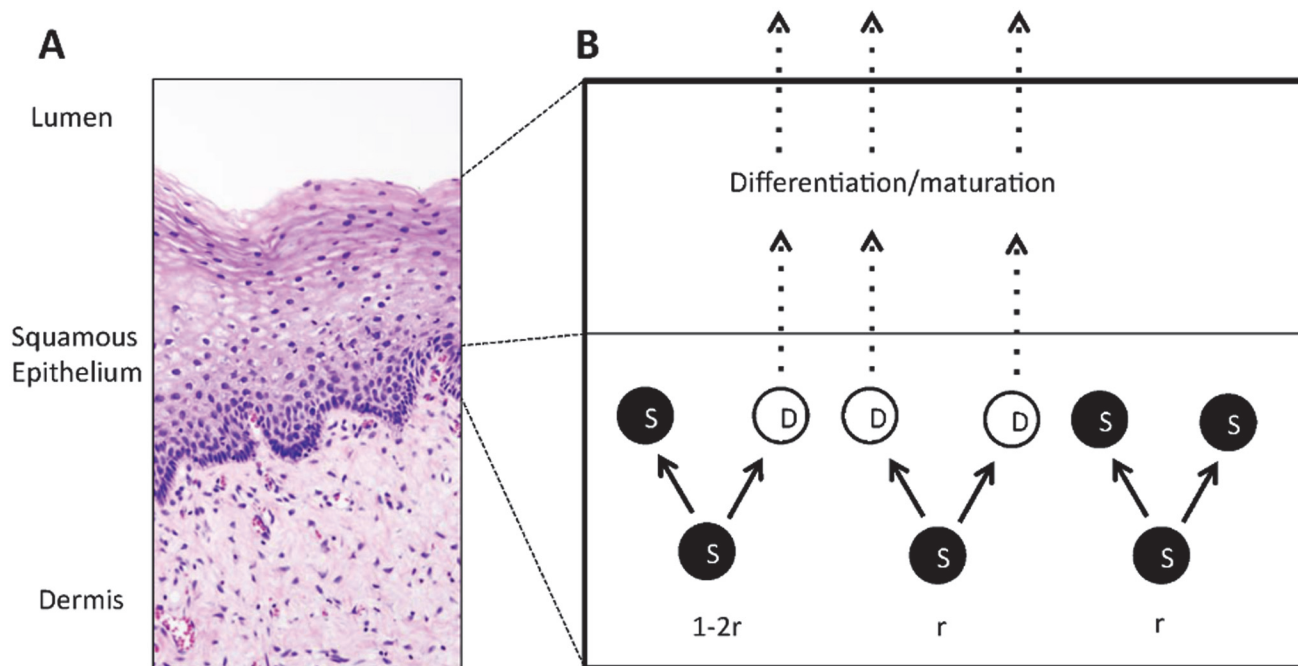 A
Lumen
Squamous
Epithelium
Dermis
B
Differentiation/maturation
S D D D S S
S S S
1-2r r r